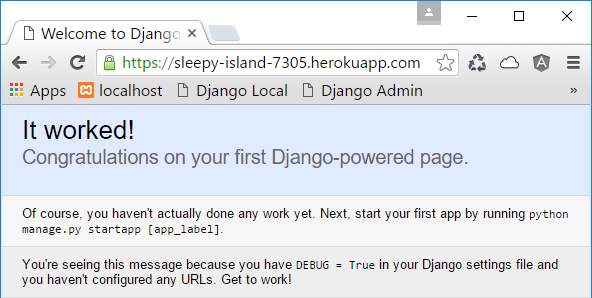 Welcome to Django
https://sleepy-island-7305.herokuapp.com
Apps localhost Django Local Django Admin »
It worked!
Congratulations on your first Django-powered page.
Of course, you haven't actually done any work yet. Next, start your first app by running python
manage.py startapp [app_label].
You're seeing this message because you have DEBUG = True in your Django settings file and
you haven't configured any URLs. Get to work!